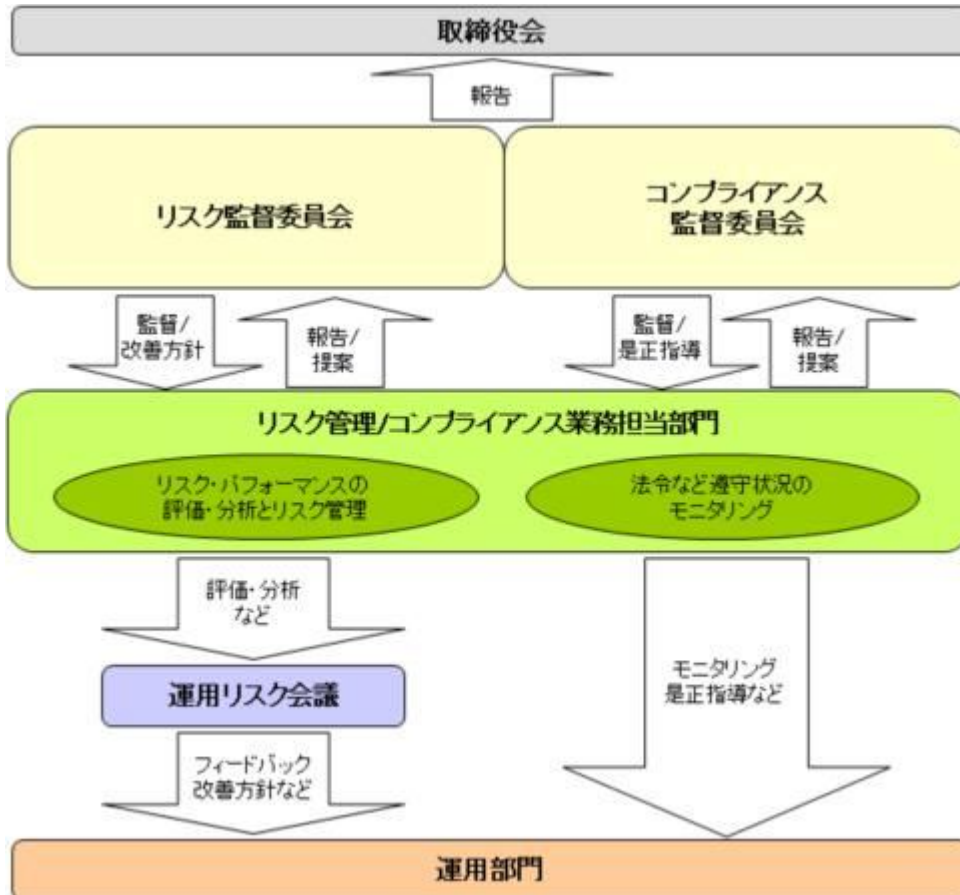 取締役会
報告
リスク監督委員会
コンプライアンス
監督委員会
監督/
改善方針
報告/
提案
監督/
是正指導
報告/
提案
リスク管理/コンプライアンス業務担当部門
リスク・パフォーマンスの
評価・分析とリスク管理
法令など遵守状況の
モニタリング
評価・分析
など
運用リスク会議
フィードバック
改善方針など
モニタリング
是正指導など
運用部門